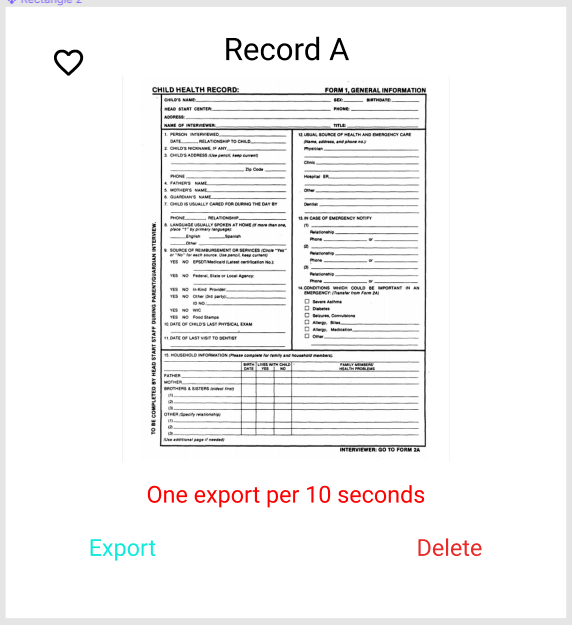 Rectangle 2
Record A
CHILD HEALTH RECORD: FORM 1, GENERAL INFORMATION
CHILD'S NAME: SEX: BIRTHDATE:
HEAD START CENTER: PHONE:
ADDRESS:
NAME OF INTERVIEWER: TITLE:
1. PERSON INTERVIEWED
DATE RELATIONSHIP TO CHILD
2. CHILD'S NICKNAME, IF ANY
3. CHILD'S ADDRESS (Use pencil, keep current)
Zip Code
PHONE
4. FATHER'S NAME
5. MOTHER'S NAME
6. GUARDIAN'S NAME
7. CHILD IS USUALLY CARED FOR DURING THE DAY BY
PHONE RELATIONSHIP
8. LANGUAGE USUALLY SPOKEN AT HOME (If more than one,
place "1" by primary language):
English Spanish
Other
9. SOURCE OF REIMBURSEMENT OR SERVICES (Circle "Yes"
or "No" for each source. Use pencil, keep current)
YES NO EPSDT/Medicaid (Latest certification No.):
YES NO Federal, State or Local Agency:
YES NO In-Kind Provider:
YES NO Other (3rd party):
ID NO.
YES NO WIC
YES NO Food Stamps
10. DATE OF CHILD'S LAST PHYSICAL EXAM
11. DATE OF LAST VISIT TO DENTIST
12. USUAL SOURCE OF HEALTH AND EMERGENCY CARE
(Name, address, and phone no.)
Physician
Clinic
Hospital ER
Other
Dentist
13. IN CASE OF EMERGENCY NOTIFY
(1)
Relationship
Phone or
(2)
Relationship
Phone or
(3)
Relationship
Phone or
14. CONDITIONS WHICH COULD BE IMPORTANT IN AN
EMERGENCY: (Transfer from Form 2A)
Severe Asthma
Diabetes
Seizures, Convulsions
Allergy, Bites
Allergy, Medication
Other
15. HOUSEHOLD INFORMATION (Please complete for family and household members).
BIRTH LIVES WITH CHILD FAMILY MEMBERS'
DATE YES NO HEALTH PROBLEMS
FATHER
MOTHER
BROTHERS & SISTERS (oldest first)
(1)
(2)
(3)
OTHER (Specify relationship)
(1)
(2)
(3)
(Use additional page if needed)
TO BE COMPLETED BY HEAD START STAFF DURING PARENT/GUARDIAN INTERVIEW.
INTERVIEWER: GO TO FORM 2A
One export per 10 seconds
Export Delete